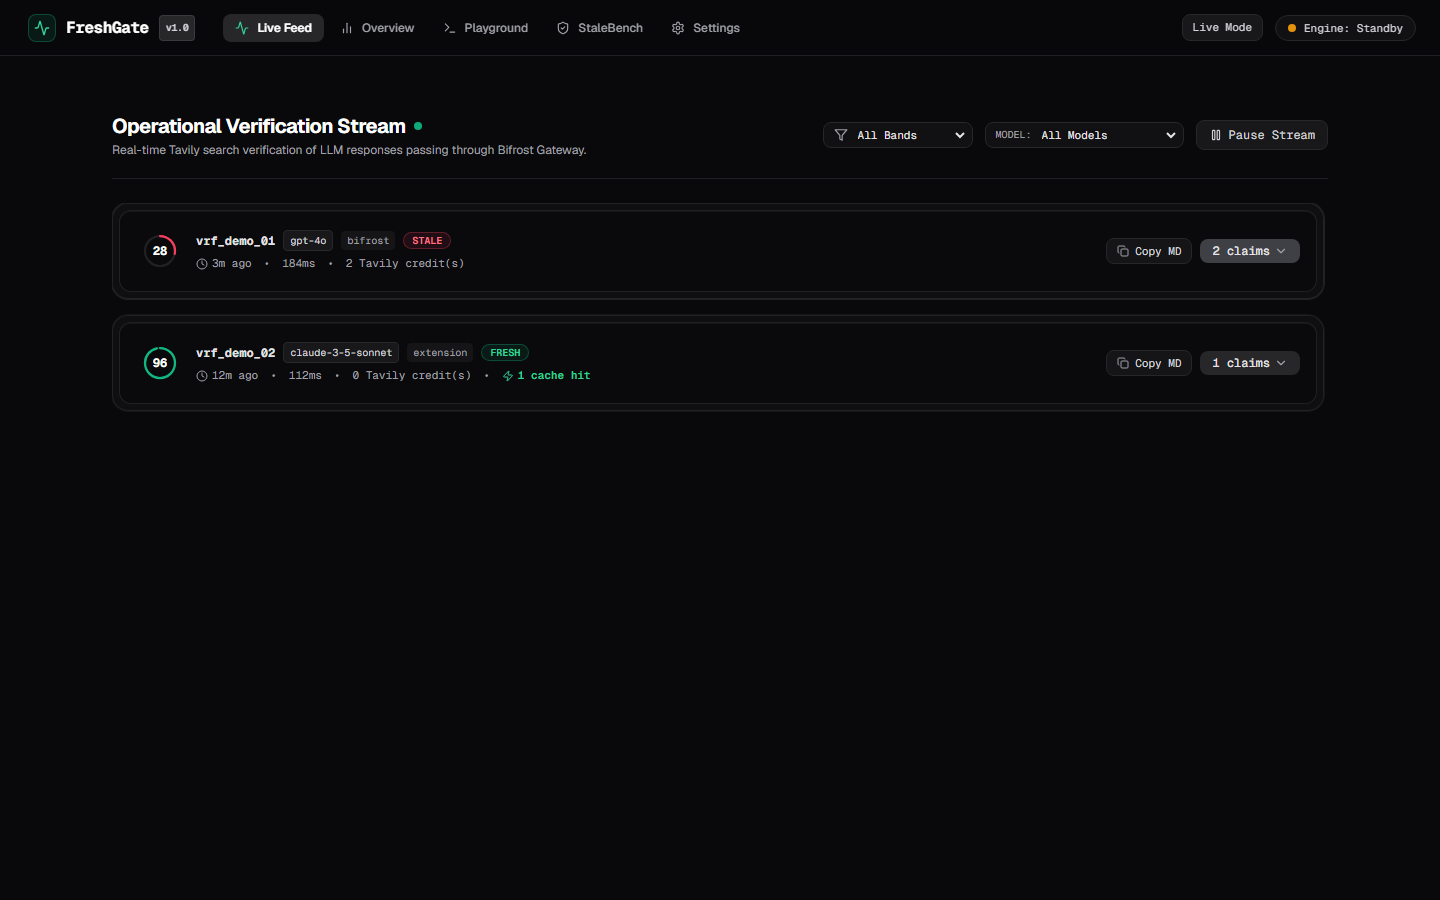 FreshGate v1.0 Live Feed Overview Playground StaleBench Settings Live Mode Engine: Standby
Operational Verification Stream
Real-time Tavily search verification of LLM responses passing through Bifrost Gateway.
All Bands MODEL: All Models Pause Stream
28 vrf_demo_01 gpt-4o bifrost STALE
3m ago • 184ms • 2 Tavily credit(s)
Copy MD 2 claims
96 vrf_demo_02 claude-3-5-sonnet extension FRESH
12m ago • 112ms • 0 Tavily credit(s) • 1 cache hit
Copy MD 1 claims